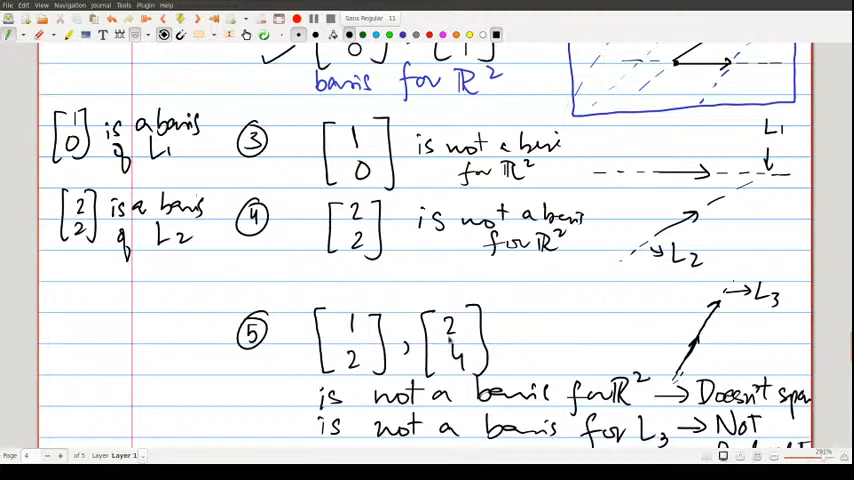 File Edit View Navigation Journal Tools Plugin Help
Sans Regular 11
[ 0 ] [ 1 ]
basis for ℝ²
[1 0] is a basis of L1
③ [1 0] is not a basis for ℝ²
L1
[2 2] is a basis of L2
④ [2 2] is not a basis for ℝ²
L2
⑤ [1 2] , [2 4]
L3
is not a basis for ℝ² → Doesn't span
is not a basis for L3 → Not
Page 4 of 5 Layer Layer 1
291%